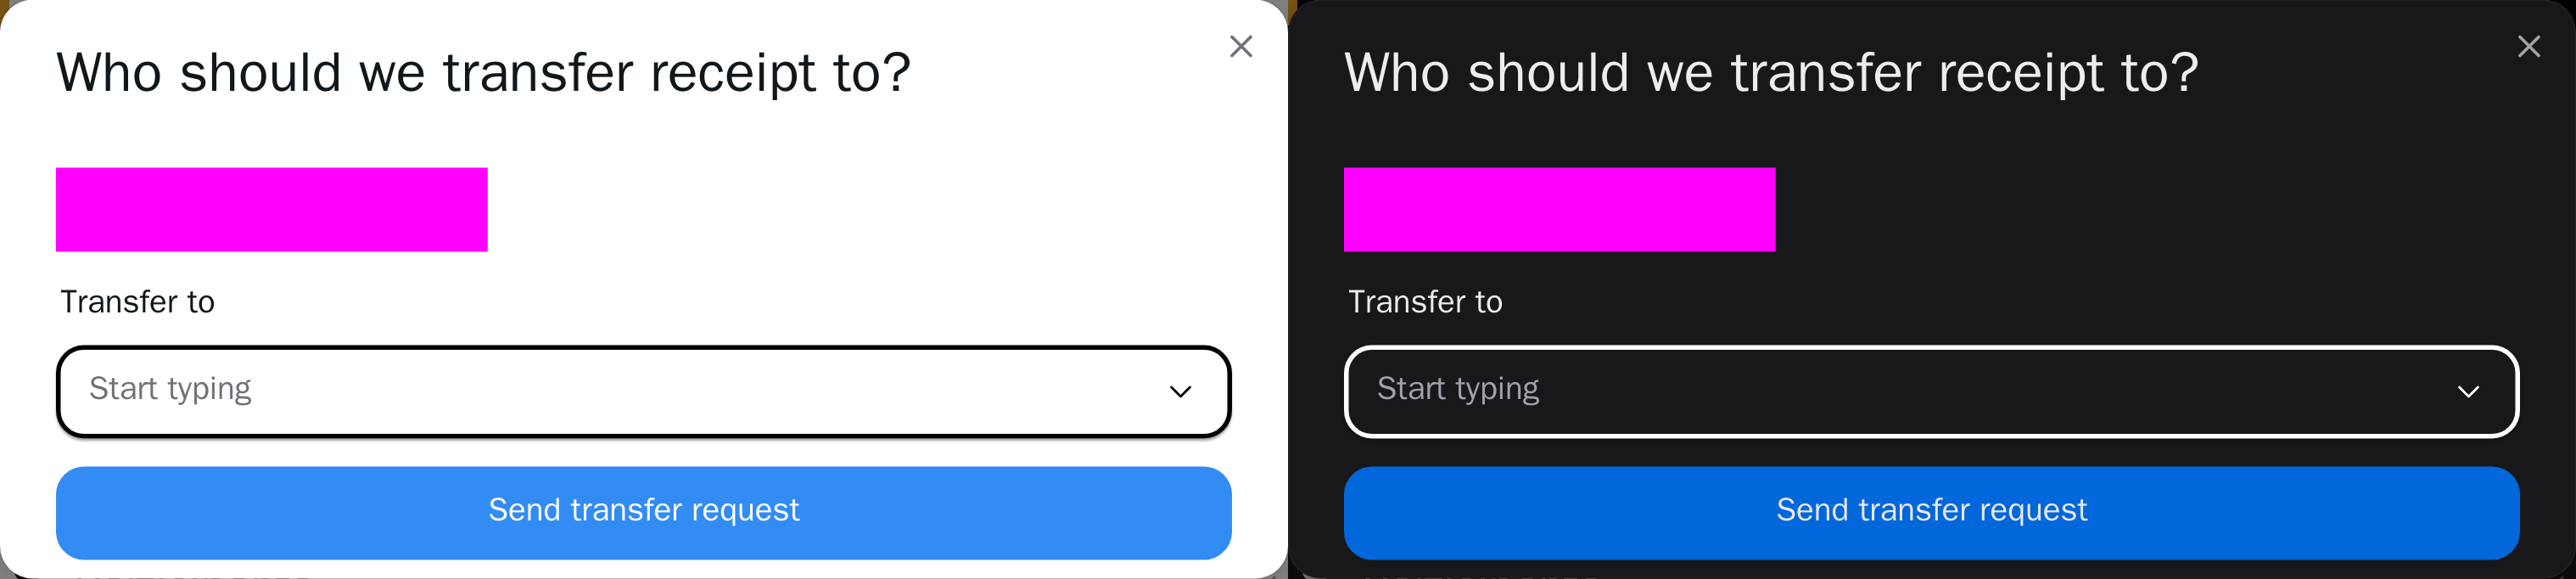 Who should we transfer receipt to?
Transfer to
Start typing
Send transfer request
Who should we transfer receipt to?
Transfer to
Start typing
Send transfer request